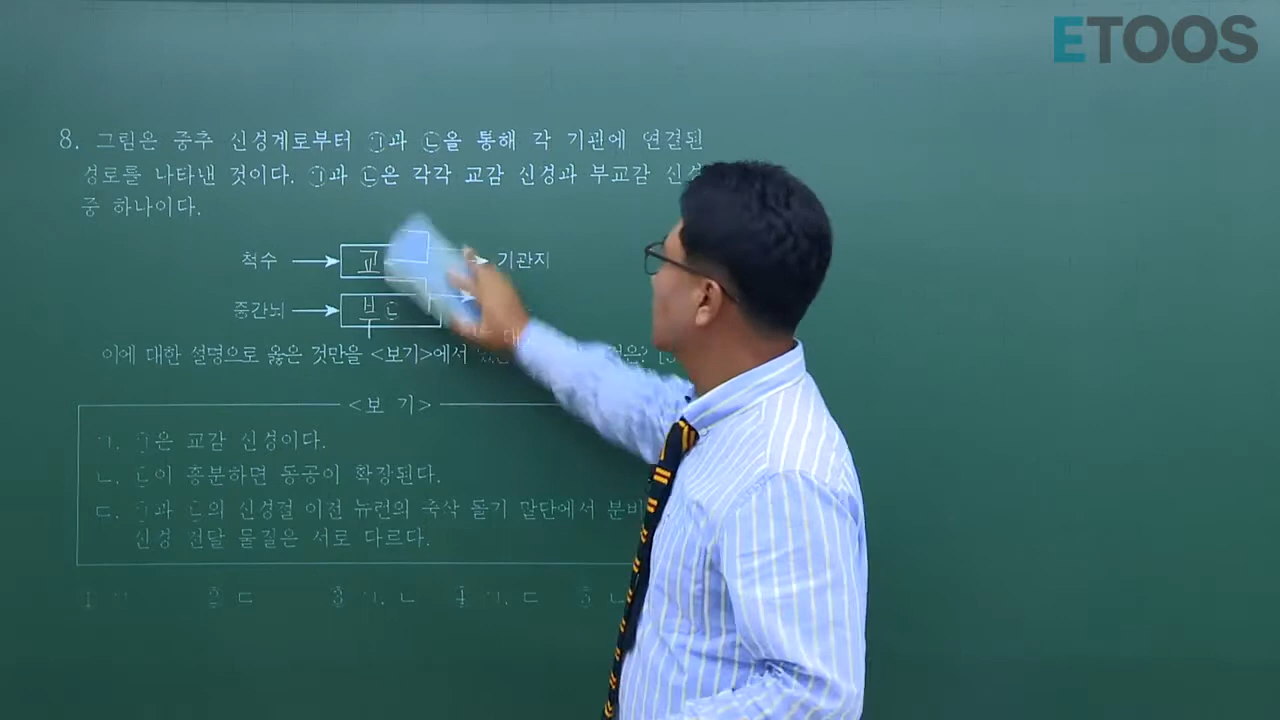 ETOOS
8. 그림은 중추 신경계로부터 ㉠과 ㉡을 통해 각 기관에 연결된
경로를 나타낸 것이다. ㉠과 ㉡은 각각 교감 신경과 부교감 신경
중 하나이다.
척수 교 기관지
중간뇌 부 ㉡
이에 대한 설명으로 옳은 것만을 <보기>에서
<보 기>
ㄱ. ㉠은 교감 신경이다.
ㄴ. ㉡이 흥분하면 동공이 확장된다.
ㄷ. ㉠과 ㉡의 신경절 이전 뉴런의 축삭 돌기 말단에서 분비
신경 전달 물질은 서로 다르다.
① ㄱ ② ㄷ ③ ㄱ, ㄴ ④ ㄱ, ㄷ ⑤ ㄴ